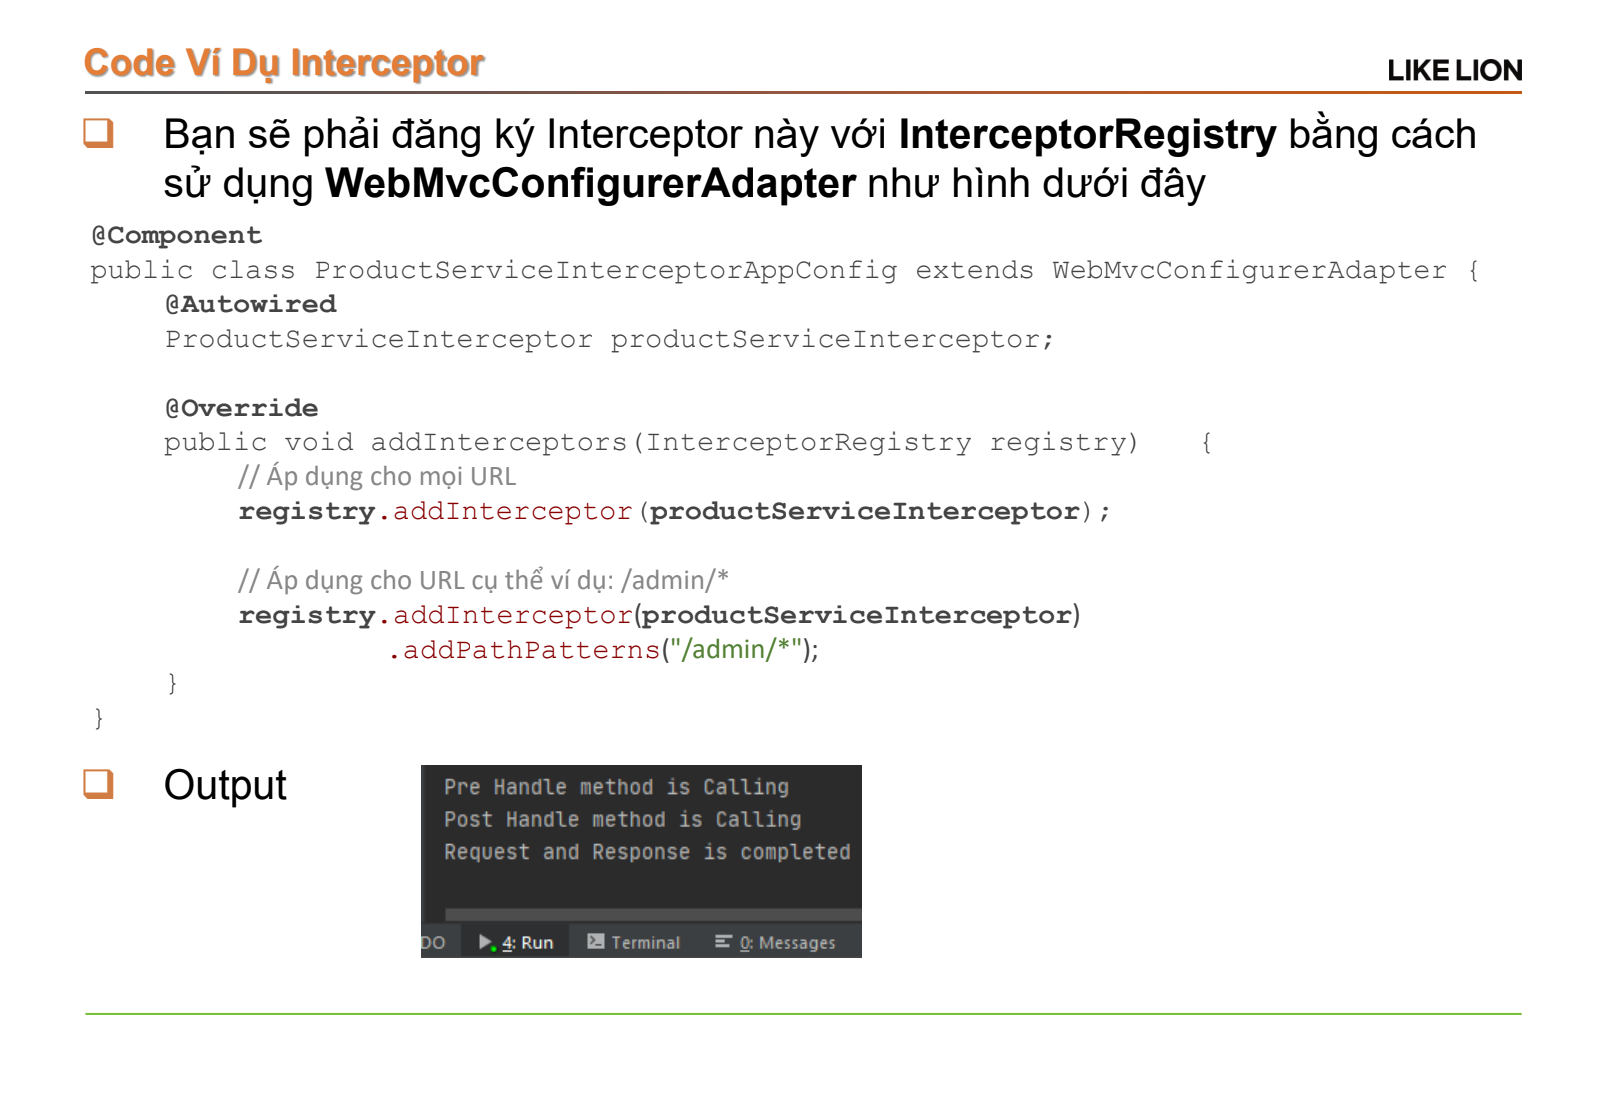 Code Ví Dụ Interceptor
LIKE LION
Bạn sẽ phải đăng ký Interceptor này với InterceptorRegistry bằng cách
sử dụng WebMvcConfigurerAdapter như hình dưới đây
@Component
public class ProductServiceInterceptorAppConfig extends WebMvcConfigurerAdapter {
@Autowired
ProductServiceInterceptor productServiceInterceptor;
@Override
public void addInterceptors(InterceptorRegistry registry) {
// Áp dụng cho mọi URL
registry.addInterceptor(productServiceInterceptor);
// Áp dụng cho URL cụ thể ví dụ: /admin/*
registry.addInterceptor(productServiceInterceptor)
.addPathPatterns("/admin/*");
}
}
Output
Pre Handle method is Calling
Post Handle method is Calling
Request and Response is completed
DO 4: Run Terminal 0: Messages